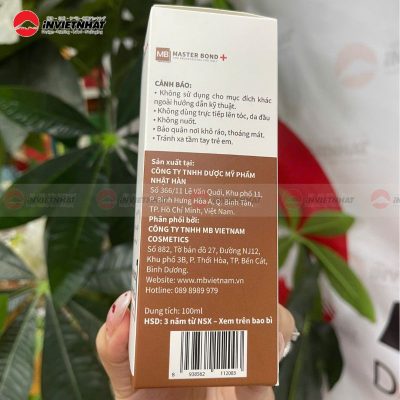 iNVIETNHAT
MB MASTER BOND+
CẢNH BÁO:
• Không sử dụng cho mục đích khác
ngoài hướng dẫn kỹ thuật.
• Không dùng trực tiếp lên tóc, da đầu
• Không nuốt.
• Bảo quản nơi khô ráo, thoáng mát.
• Tránh xa tầm tay trẻ em.
Sản xuất tại:
CÔNG TY TNHH DƯỢC MỸ PHẨM
NHẤT HÀN
Số 366/11 Lê Văn Quới, Khu phố 11,
P. Bình Hưng Hòa A, Q. Bình Tân,
TP. Hồ Chí Minh, Việt Nam.
Phân phối bởi:
CÔNG TY TNHH MB VIETNAM
COSMETICS
Số 882, Tờ bản đồ 27, Đường NJ12,
Khu phố 3B, P. Thới Hòa, TP. Bến Cát,
Bình Dương.
Website: www.mbvietnam.vn
Hotline: 089 8989 979
Dung tích: 100ml
HSD: 3 năm từ NSX – Xem trên bao bì
8 938562 112003